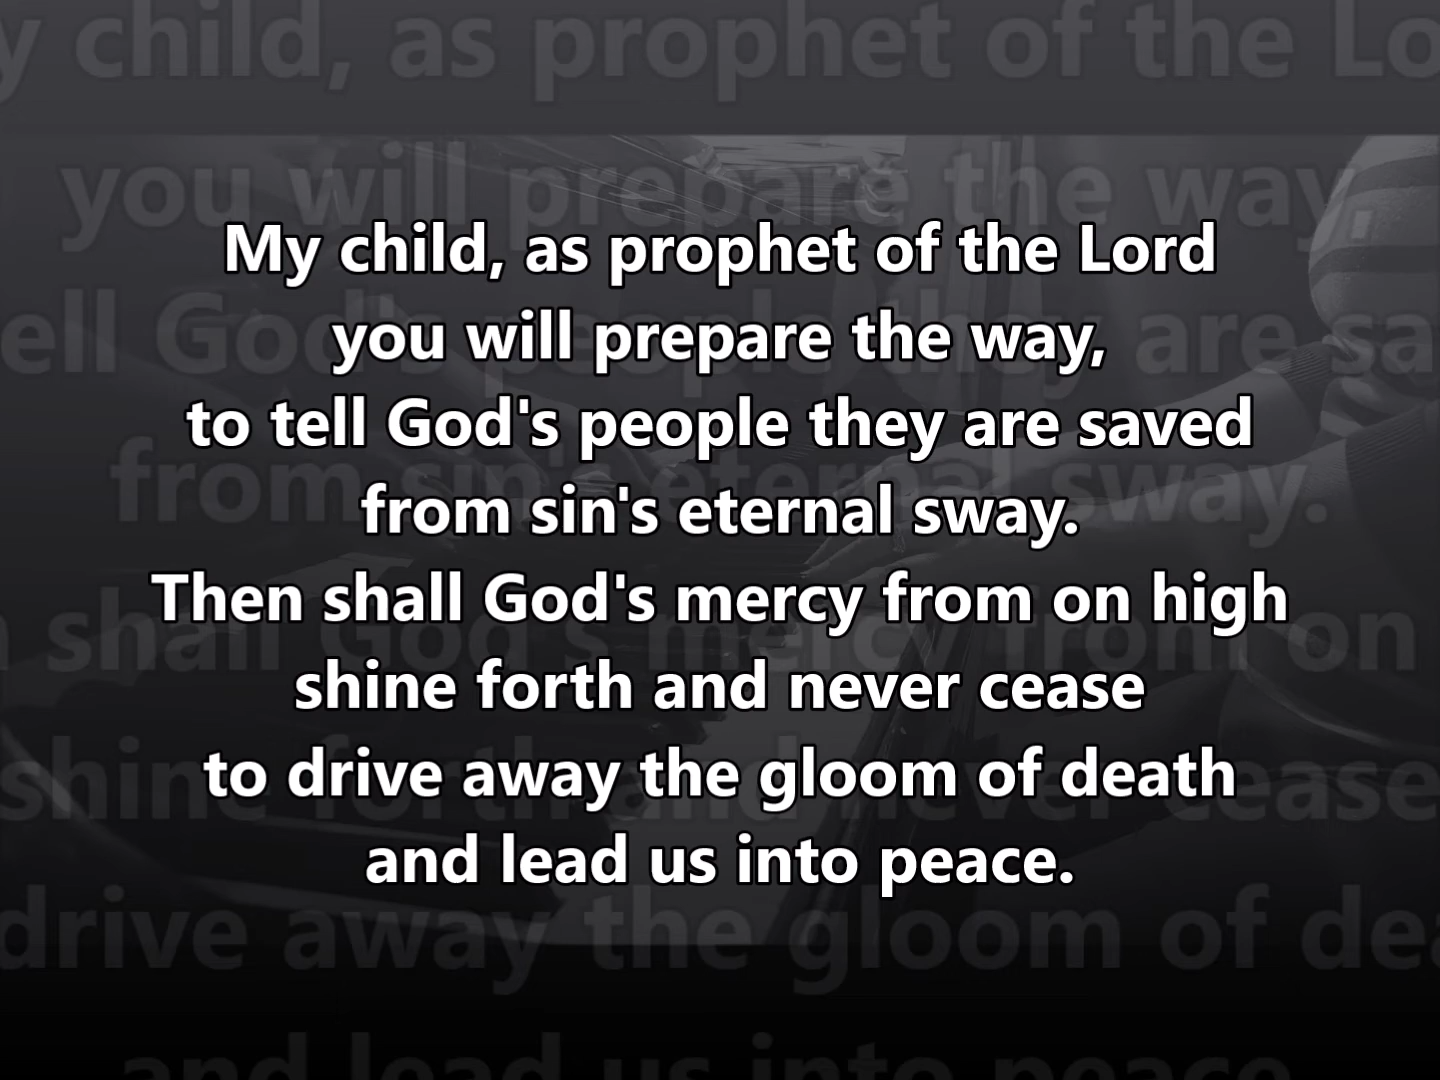 My child, as prophet of the Lord
you will prepare the way,
to tell God's people they are saved
from sin's eternal sway.
Then shall God's mercy from on high
shine forth and never cease
to drive away the gloom of death
and lead us into peace.